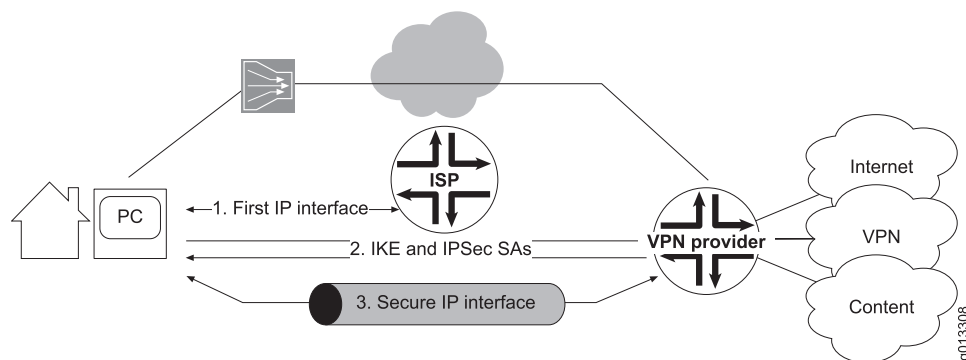 Internet
ISP
PC
1. First IP interface
VPN
VPN provider
2. IKE and IPSec SAs
3. Secure IP interface
Content
g013308